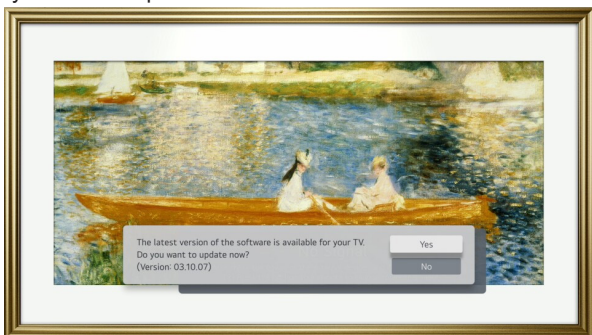 The latest version of the software is available for your TV.
Yes
Do you want to update now?
(Version: 03.10.07)
No